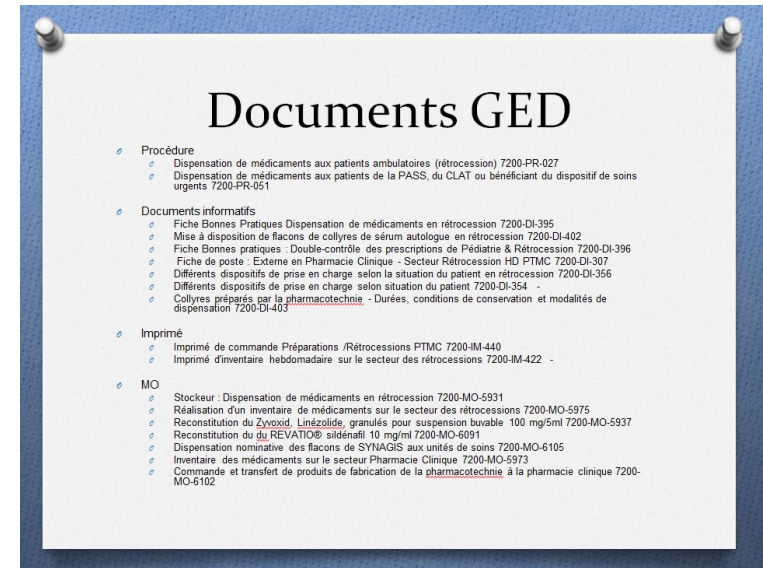 Documents GED
Procédure
Dispensation de médicaments aux patients ambulatoires (rétrocession) 7200-PR-027
Dispensation de médicaments aux patients de la PASS, du CLAT ou bénéficiant du dispositif de soins
urgents 7200-PR-051
Documents informatifs
Fiche Bonnes Pratiques Dispensation de médicaments en rétrocession 7200-DI-395
Mise à disposition de flacons de collyres de sérum autologue en rétrocession 7200-DI-402
Fiche Bonnes pratiques : Double-contrôle des prescriptions de Pédiatrie & Rétrocession 7200-DI-396
Fiche de poste : Externe en Pharmacie Clinique - Secteur Rétrocession HD PTMC 7200-DI-307
Différents dispositifs de prise en charge selon la situation du patient en rétrocession 7200-DI-356
Différents dispositifs de prise en charge selon situation du patient 7200-DI-354 -
Collyres préparés par la pharmacotechnie - Durées, conditions de conservation et modalités de
dispensation 7200-DI-403
Imprimé
Imprimé de commande Préparations /Rétrocessions PTMC 7200-IM-440
Imprimé d'inventaire hebdomadaire sur le secteur des rétrocessions 7200-IM-422 -
MO
Stockeur : Dispensation de médicaments en rétrocession 7200-MO-5931
Réalisation d'un inventaire de médicaments sur le secteur des rétrocessions 7200-MO-5975
Reconstitution du Zyvoxid, Linézolide, granulés pour suspension buvable 100 mg/5ml 7200-MO-5937
Reconstitution du du REVATIO® sildénafil 10 mg/ml 7200-MO-6091
Dispensation nominative des flacons de SYNAGIS aux unités de soins 7200-MO-6105
Inventaire des médicaments sur le secteur Pharmacie Clinique 7200-MO-5973
Commande et transfert de produits de fabrication de la pharmacotechnie à la pharmacie clinique 7200-
MO-6102